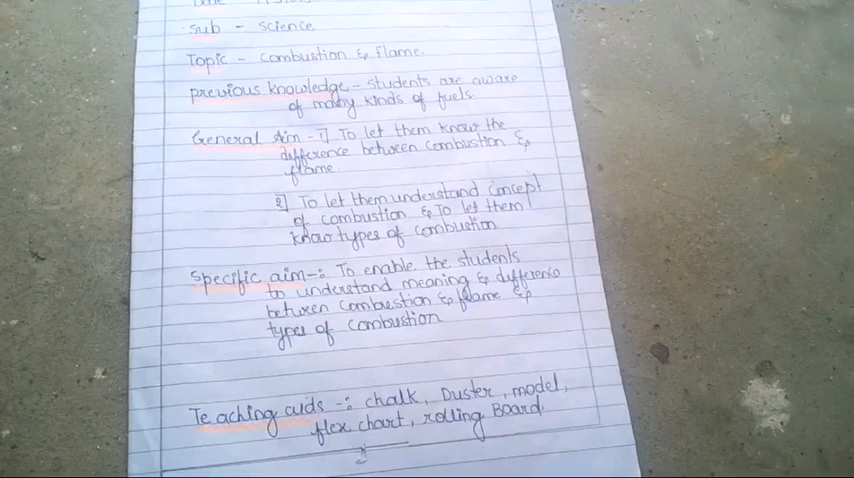 Sub - science
Topic - combustion & flame.
previous knowledge - students are aware
of many kinds of fuels.
General Aim - 1] To let them know the
difference between combustion &
flame.
2] To let them understand concept
of combustion & To let them
know types of combustion
Specific aim -: To enable the students
to understand meaning & difference
between combustion & flame &
types of combustion
Teaching aids -: chalk, Duster, model,
flex chart, rolling Board.